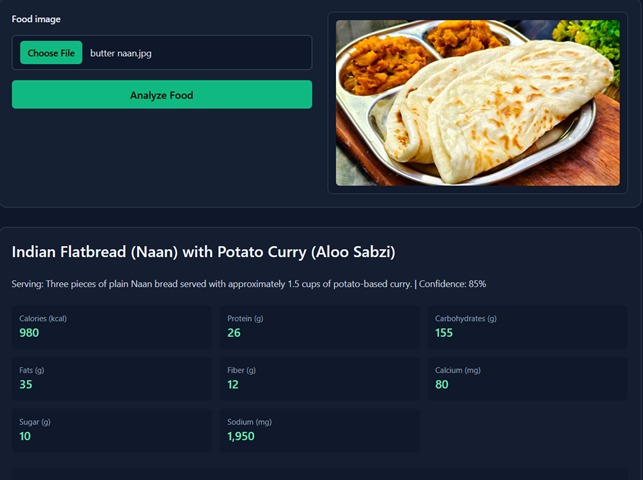 Food image
Choose File butter naan.jpg
Analyze Food
Indian Flatbread (Naan) with Potato Curry (Aloo Sabzi)
Serving: Three pieces of plain Naan bread served with approximately 1.5 cups of potato-based curry. | Confidence: 85%
Calories (kcal)
980
Protein (g)
26
Carbohydrates (g)
155
Fats (g)
35
Fiber (g)
12
Calcium (mg)
80
Sugar (g)
10
Sodium (mg)
1,950